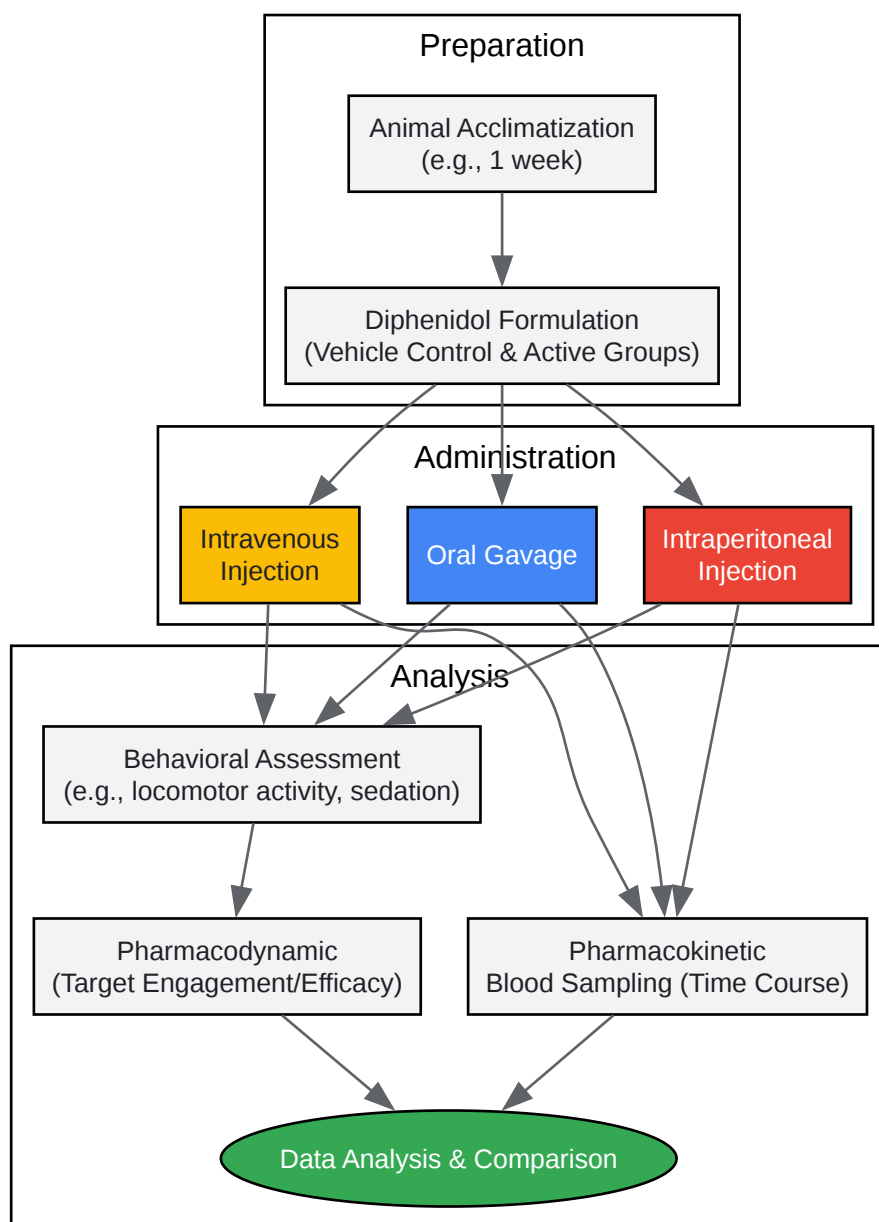 Preparation
Animal Acclimatization
(e.g., 1 week)
Diphenidol Formulation
(Vehicle Control & Active Groups)
Administration
Intravenous
Injection
Oral Gavage
Intraperitoneal
Injection
Analysis
Behavioral Assessment
(e.g., locomotor activity, sedation)
Pharmacodynamic
(Target Engagement/Efficacy)
Pharmacokinetic
Blood Sampling (Time Course)
Data Analysis & Comparison